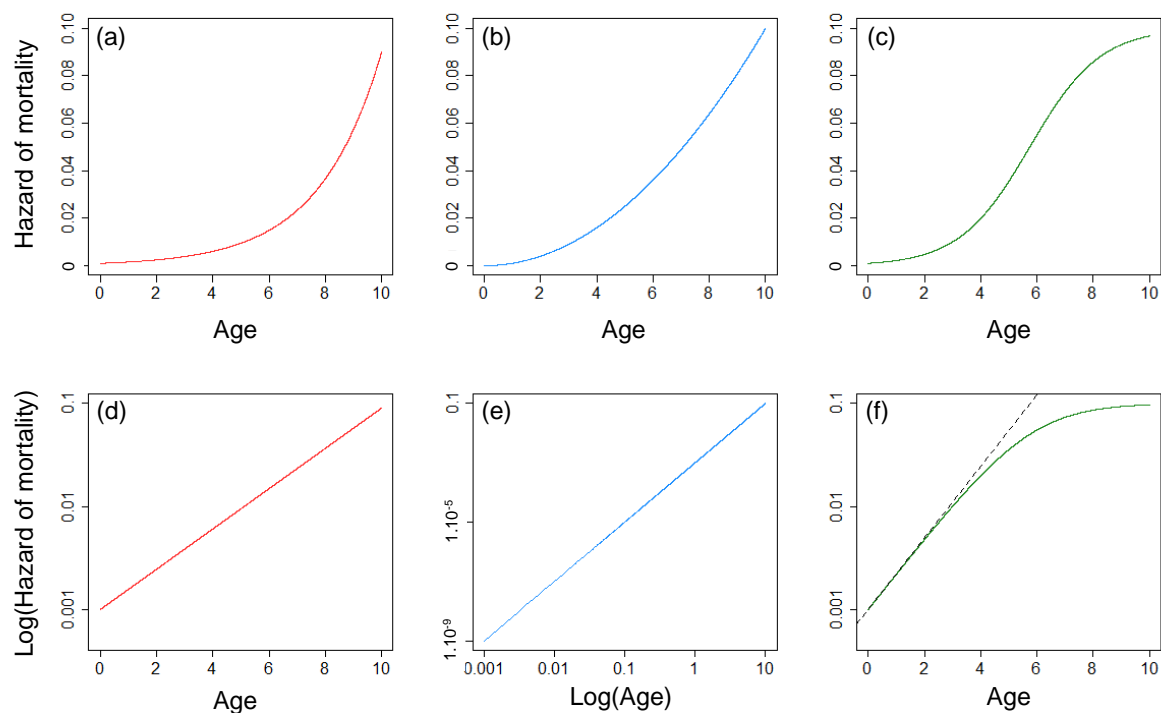 Hazard of mortality
(a)
0.10
0.08
0.06
0.04
0.02
0
0 2 4 6 8 10
Age
(b)
0.10
0.08
0.06
0.04
0.02
0
0 2 4 6 8 10
Age
(c)
0.10
0.08
0.06
0.04
0.02
0
0 2 4 6 8 10
Age
Log(Hazard of mortality)
(d)
0.1
0.01
0.001
0 2 4 6 8 10
Age
(e)
0.1
1.10-5
1.10-9
0.001 0.01 0.1 1 10
Log(Age)
(f)
0.1
0.01
0.001
0 2 4 6 8 10
Age